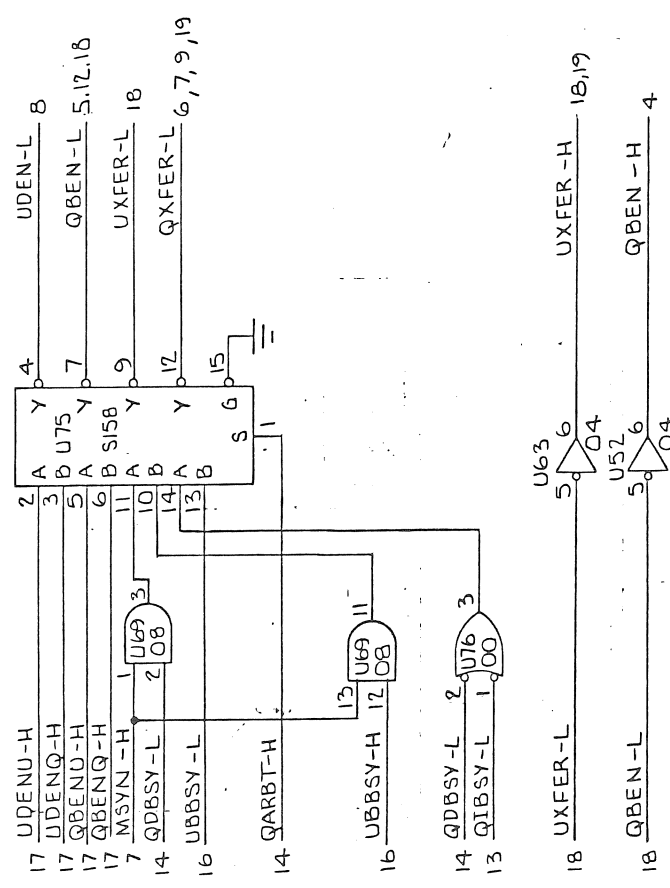 17 UDENU-H 2 A Y 4 UDEN-L 8
17 UDENQ-H 3 B U75
17 QBENU-H 5 A Y 7 QBEN-L 5.12.18
17 QBENQ-H 6 B S158
7 MSYN-H 1 U69 08 3 11 A Y 9 UXFER-L 18
14 QDBSY-L 2 10 B
14 A Y 12 QXFER-L 6,7,9,19
16 UBBSY-L 13 B G 15
14 QARBT-H S 1
13 U69 08 11
16 UBBSY-H 12
14 QDBSY-L 2 U76 00 3
13 QIBSY-L 1
18 UXFER-L 5 U63 6 04 UXFER-H 18,19
18 QBEN-L 5 U52 6 04 QBEN-H 4